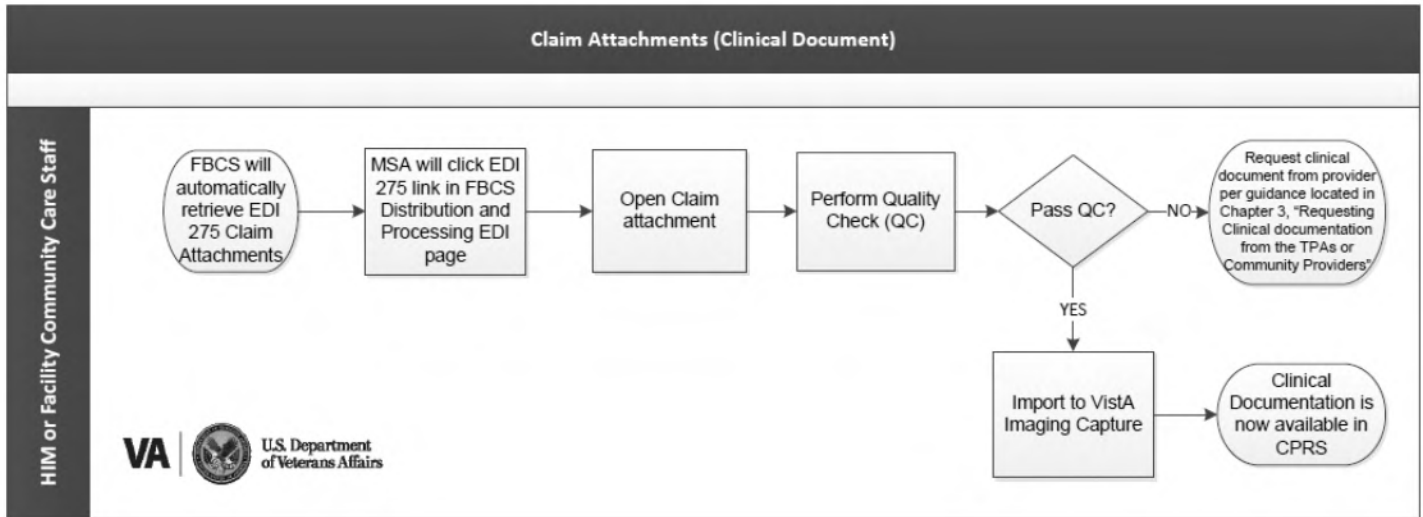 Claim Attachments (Clinical Document)
HIM or Facility Community Care Staff
FBCS will
automatically
retrieve EDI
275 Claim
Attachments
MSA will click EDI
275 link in FBCS
Distribution and
Processing EDI
page
Open Claim
attachment
Perform Quality
Check (QC)
Pass QC?
NO
Request clinical
document from provider
per guidance located in
Chapter 3, “Requesting
Clinical documentation
from the TPAs or
Community Providers”
YES
Import to VistA
Imaging Capture
Clinical
Documentation is
now available in
CPRS
VA
U.S. Department
of Veterans Affairs